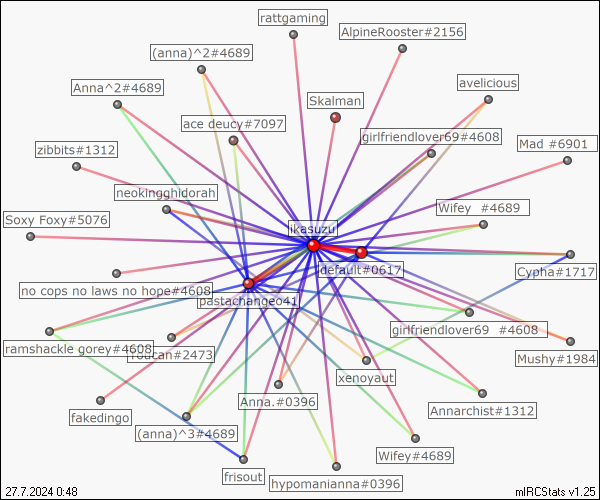 rattgaming
AlpineRooster#2156
(anna)^2#4689
Anna^2#4689
avelicious
Skalman
ace deucy#7097
girlfriendlover69#4608
zibbits#1312
Mad #6901
neokingghidorah
Wifey #4689
Soxy Foxy#5076
ikasuzu
default#0617
Cypha#1717
no cops no laws no hope#4608
pastachangeo41
girlfriendlover69 #4608
ramshackle gorey#4608
Toucan#2473
Mushy#1984
xenoyaut
Anna.#0396
Annarchist#1312
fakedingo
(anna)^3#4689
Wifey#4689
frisout
hypomanianna#0396
27.7.2024 0:48
mIRCStats v1.25